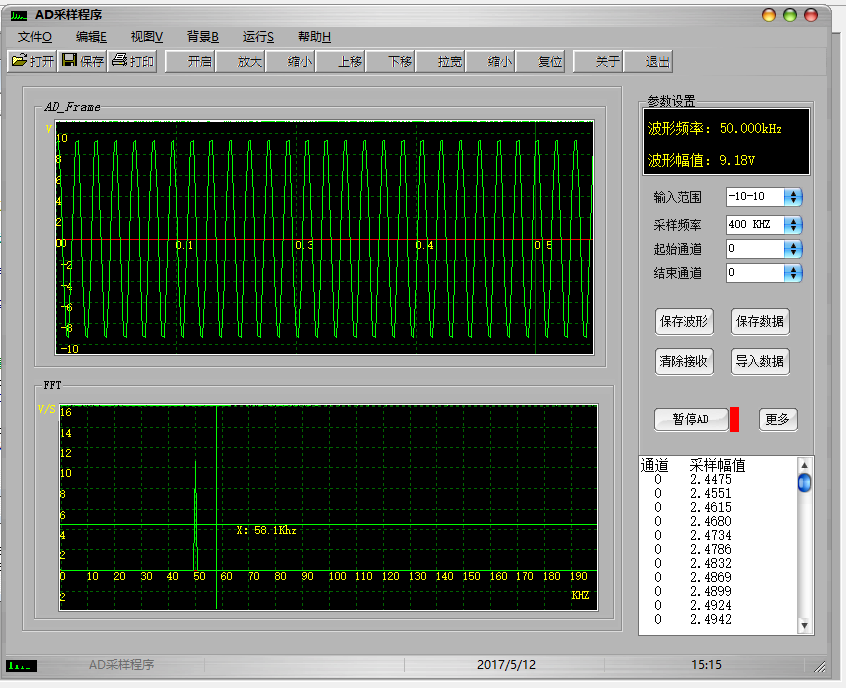 AD采样程序
文件O 编辑E 视图V 背景B 运行S 帮助H
打开 保存 打印 开启 放大 缩小 上移 下移 拉宽 缩小 复位 关于 退出
AD_Frame
V
10
8
6
4
2
00 0.1 0.3 0.4 0.5
-2
-4
-6
-8
-10
FFT
V/S
16
14
12
10
8
6
4
2
X: 58.1Khz
0 10 20 30 40 50 60 70 80 90 100 110 120 130 140 150 160 170 180 190
KHZ
2
参数设置
波形频率: 50.000kHz
波形幅值: 9.18V
输入范围 -10-10
采样频率 400 KHZ
起始通道 0
结束通道 0
保存波形 保存数据
清除接收 导入数据
暂停AD 更多
通道 采样幅值
0 2.4475
0 2.4551
0 2.4615
0 2.4680
0 2.4734
0 2.4786
0 2.4832
0 2.4869
0 2.4899
0 2.4924
0 2.4942
AD采样程序 2017/5/12 15:15